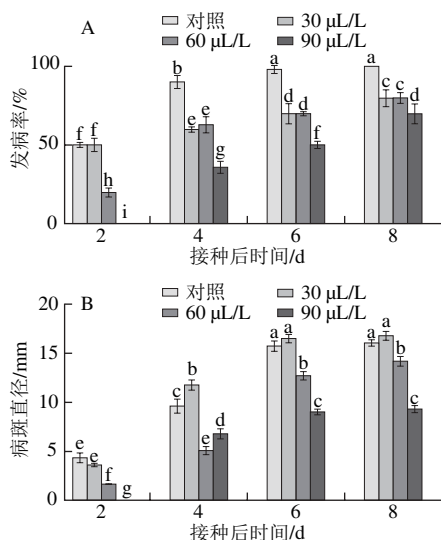 A
对照 30 μL/L
60 μL/L 90 μL/L
发病率/%
100
50
0
f f h i
b e e g
a d d f
a c c d
2 4 6 8
接种后时间/d
B
对照 30 μL/L
60 μL/L 90 μL/L
病斑直径/mm
20
15
10
5
0
e e f g
c b f d
a a b c
a a b c
2 4 6 8
接种后时间/d